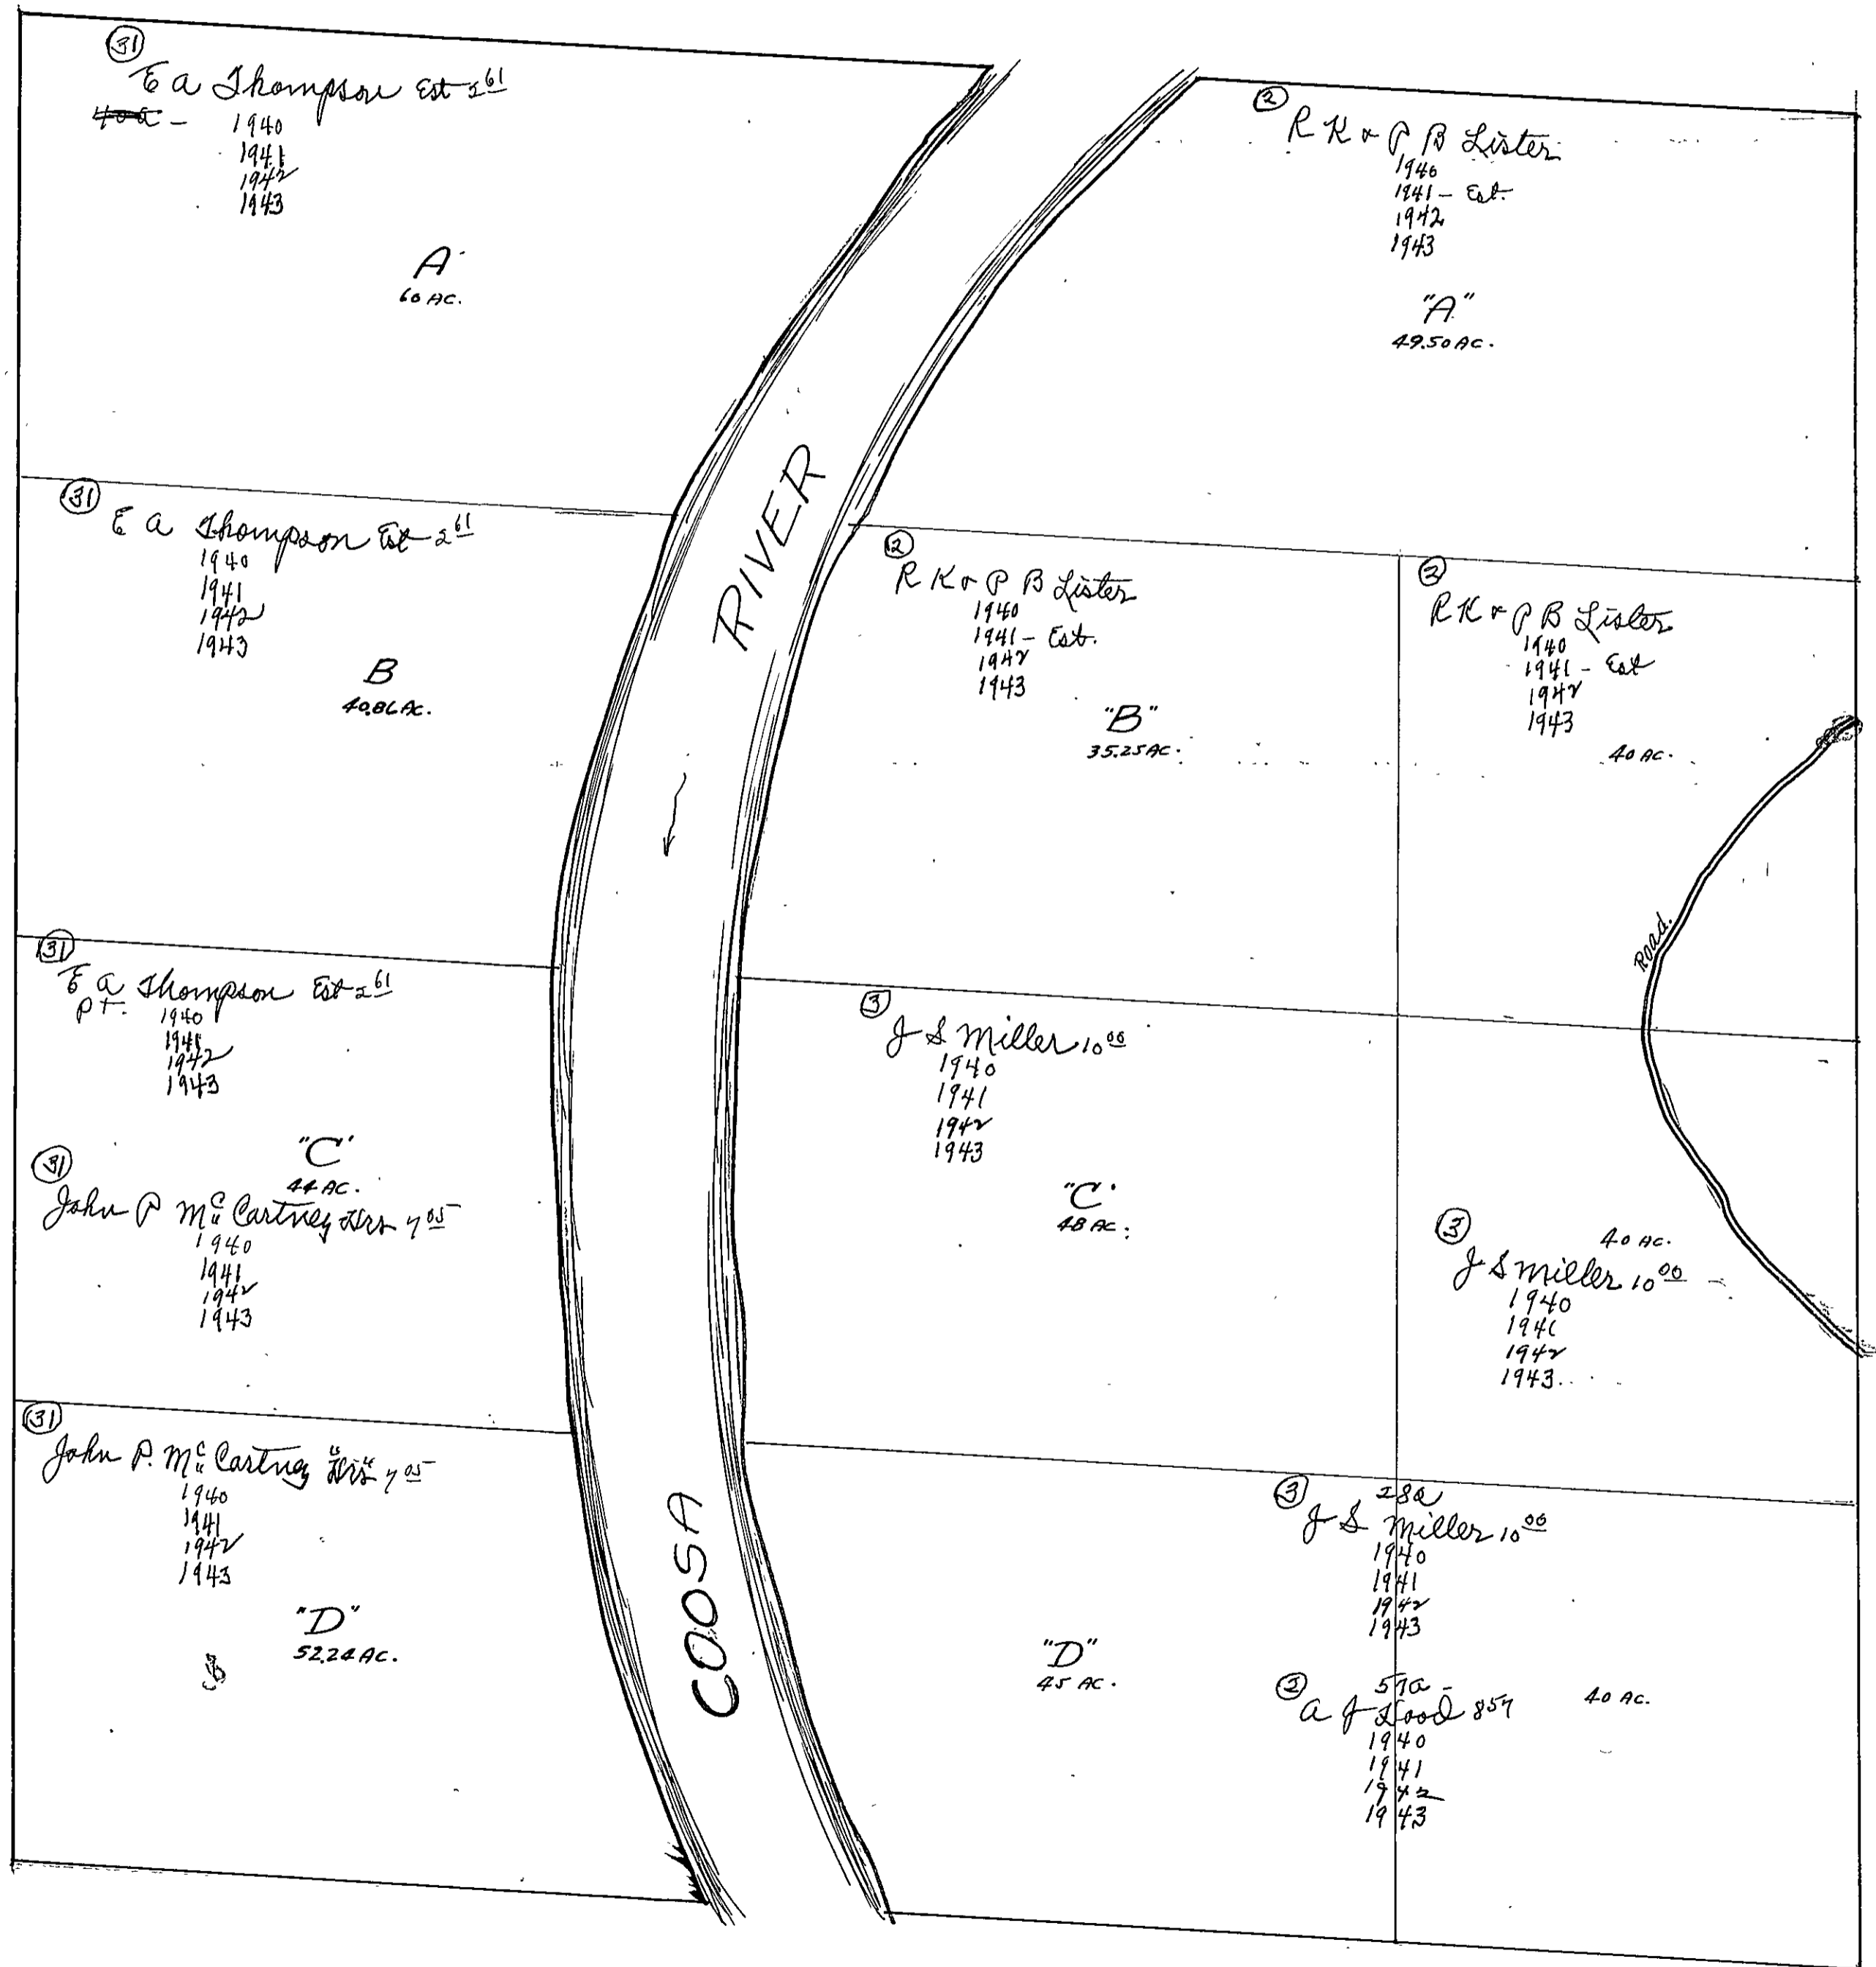 31
E A Thompson Est 2 61
40a -
1940
1941
1942
1943
A
60 AC.
2
R K & P B Lister
1940
1941 - Est.
1942
1943
"A"
49.50 AC.
31
E A Thompson Est 2 61
1940
1941
1942
1943
B
40.86 AC.
RIVER
2
R K & P B Lister
1940
1941 - Est.
1942
1943
"B"
35.25 AC.
2
R K & P B Lister
1940
1941 - Est
1942
1943
40 AC.
Road.
31
E A Thompson Est 2 61
PT.
1940
1941
1942
1943
"C"
44 AC.
31
John P McCartney Hrs 7 05
1940
1941
1942
1943
3
J S Miller 10 00
1940
1941
1942
1943
"C"
48 AC.
40 AC.
3
J S Miller 10 00
1940
1941
1942
1943
31
John P. McCartney Hrs 7 05
1940
1941
1942
1943
"D"
52.24 AC.
COOSA
"D"
45 AC.
3
28a
J S Miller 10 00
1940
1941
1942
1943
2
57a -
A J Hood 857
1940
1941
1942
1943
40 AC.